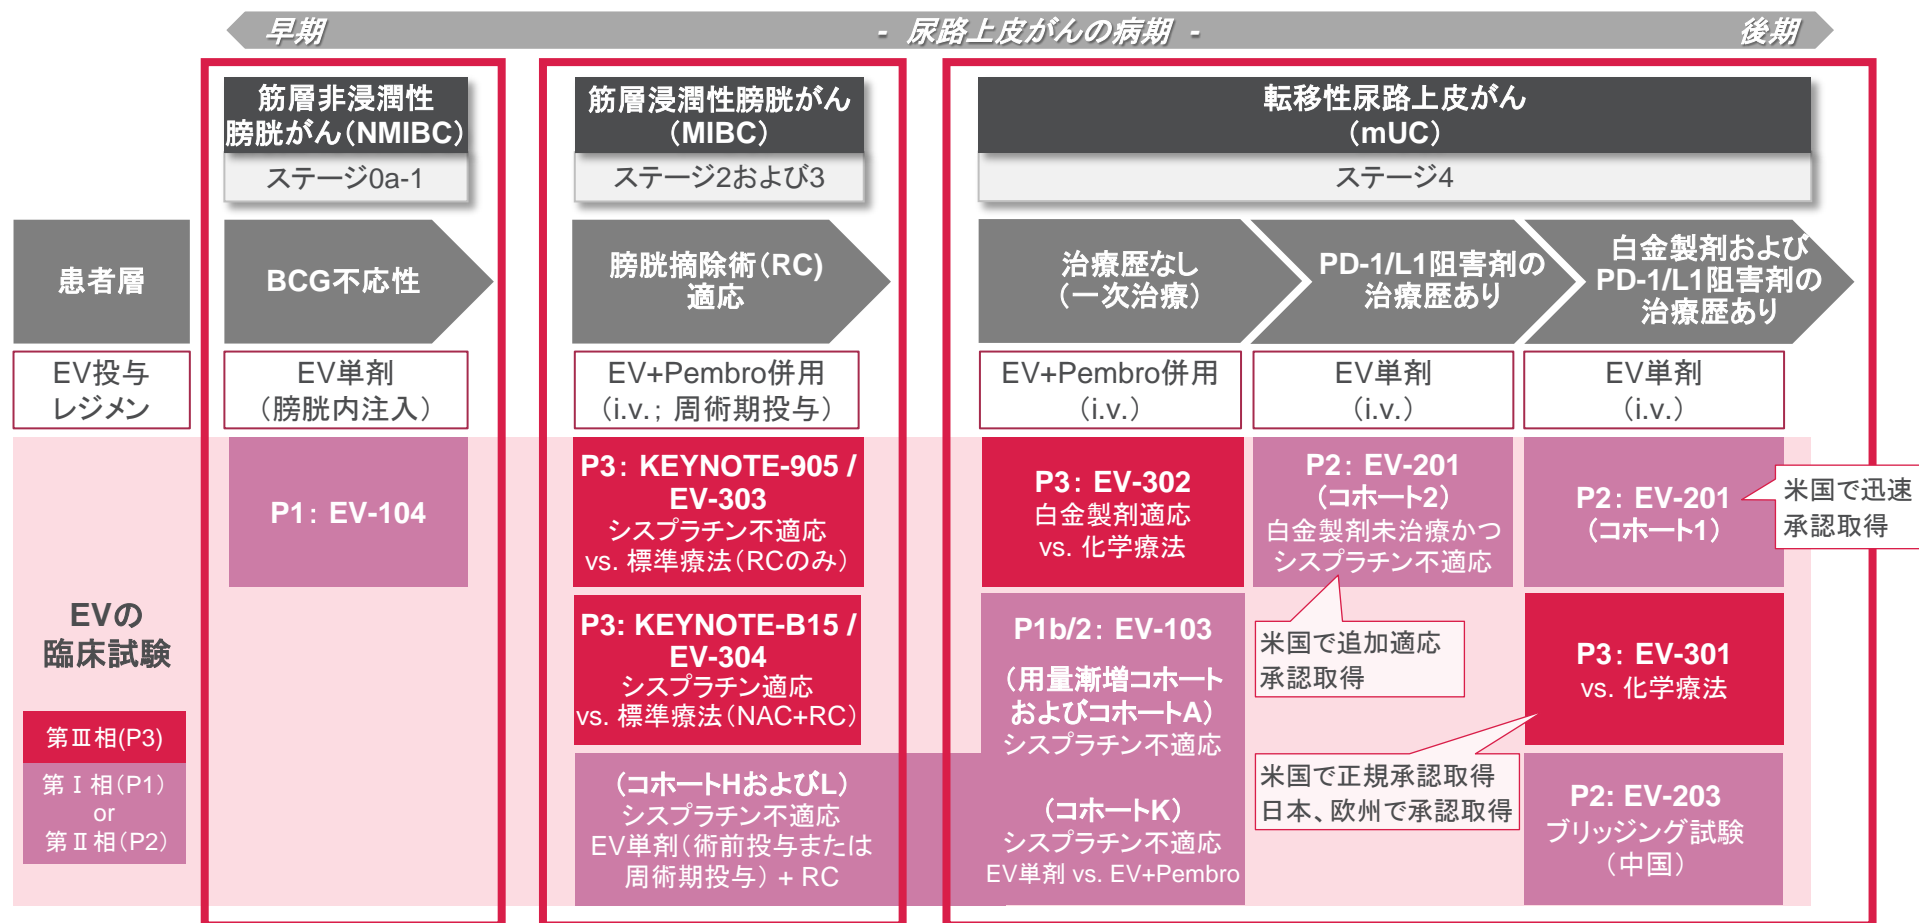 早期
- 尿路上皮がんの病期 -
後期
筋層非浸潤性
膀胱がん（NMIBC）
ステージ0a-1
筋層浸潤性膀胱がん
（MIBC）
ステージ2および3
転移性尿路上皮がん
（mUC）
ステージ4
患者層
BCG不応性
膀胱摘除術（RC）
適応
治療歴なし
（一次治療）
PD-1/L1阻害剤の
治療歴あり
白金製剤および
PD-1/L1阻害剤の
治療歴あり
EV投与
レジメン
EV単剤
（膀胱内注入）
EV+Pembro併用
（i.v.; 周術期投与）
EV+Pembro併用
（i.v.）
EV単剤
（i.v.）
EV単剤
（i.v.）
EVの
臨床試験
第Ⅲ相(P3)
第Ⅰ相(P1)
or
第Ⅱ相(P2)
P1: EV-104
P3: KEYNOTE-905 /
EV-303
シスプラチン不適応
vs. 標準療法（RCのみ）
P3: KEYNOTE-B15 /
EV-304
シスプラチン適応
vs. 標準療法（NAC+RC）
（コホートHおよびL）
シスプラチン不適応
EV単剤（術前投与または
周術期投与）+ RC
P3: EV-302
白金製剤適応
vs. 化学療法
P1b/2: EV-103
（用量漸増コホート
およびコホートA）
シスプラチン不適応
（コホートK）
シスプラチン不適応
EV単剤 vs. EV+Pembro
P2: EV-201
（コホート2）
白金製剤未治療かつ
シスプラチン不適応
米国で追加適応
承認取得
P2: EV-201
（コホート1）
米国で迅速
承認取得
P3: EV-301
vs. 化学療法
米国で正規承認取得
日本、欧州で承認取得
P2: EV-203
ブリッジング試験
（中国）